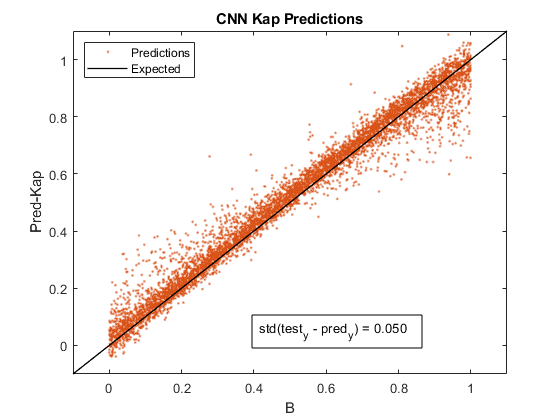 CNN Kap Predictions
Predictions
Expected
Pred-Kap
1
0.8
0.6
0.4
0.2
0
std(test_y - pred_y) = 0.050
0 0.2 0.4 0.6 0.8 1
B